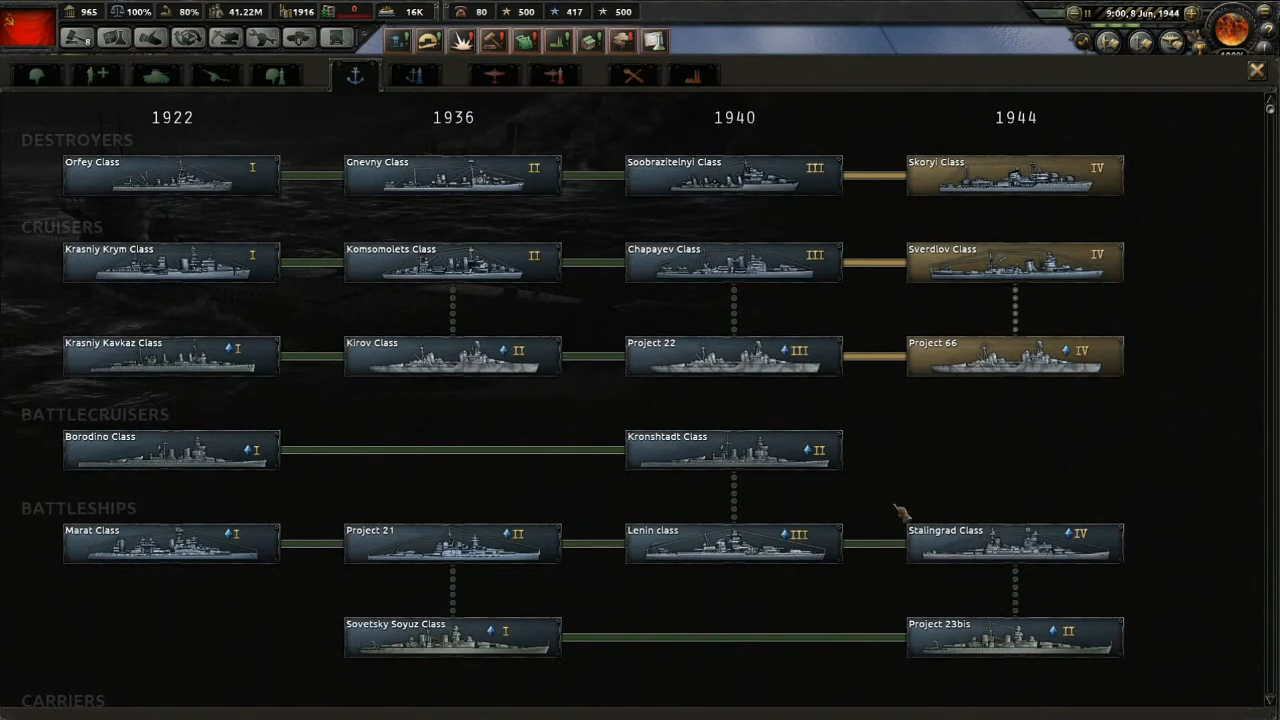 965 100% 80% 41.22M 1916 0 16K 80 500 417 500 II 9:00, 8 Jun, 1944
8
1922 1936 1940 1944
DESTROYERS
Orfey Class I Gnevny Class II Soobrazitelnyi Class III Skoryi Class IV
CRUISERS
Krasniy Krym Class I Komsomolets Class II Chapayev Class III Sverdlov Class IV
Krasniy Kavkaz Class I Kirov Class II Project 22 III Project 66 IV
BATTLECRUISERS
Borodino Class I Kronshtadt Class II
BATTLESHIPS
Marat Class I Project 21 II Lenin class III Stalingrad Class IV
Sovetsky Soyuz Class I Project 23bis II
CARRIERS